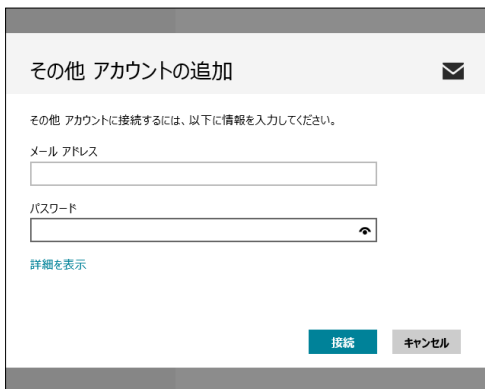 その他 アカウントの追加
その他 アカウントに接続するには、以下に情報を入力してください。
メール アドレス
パスワード
詳細を表示
接続
キャンセル